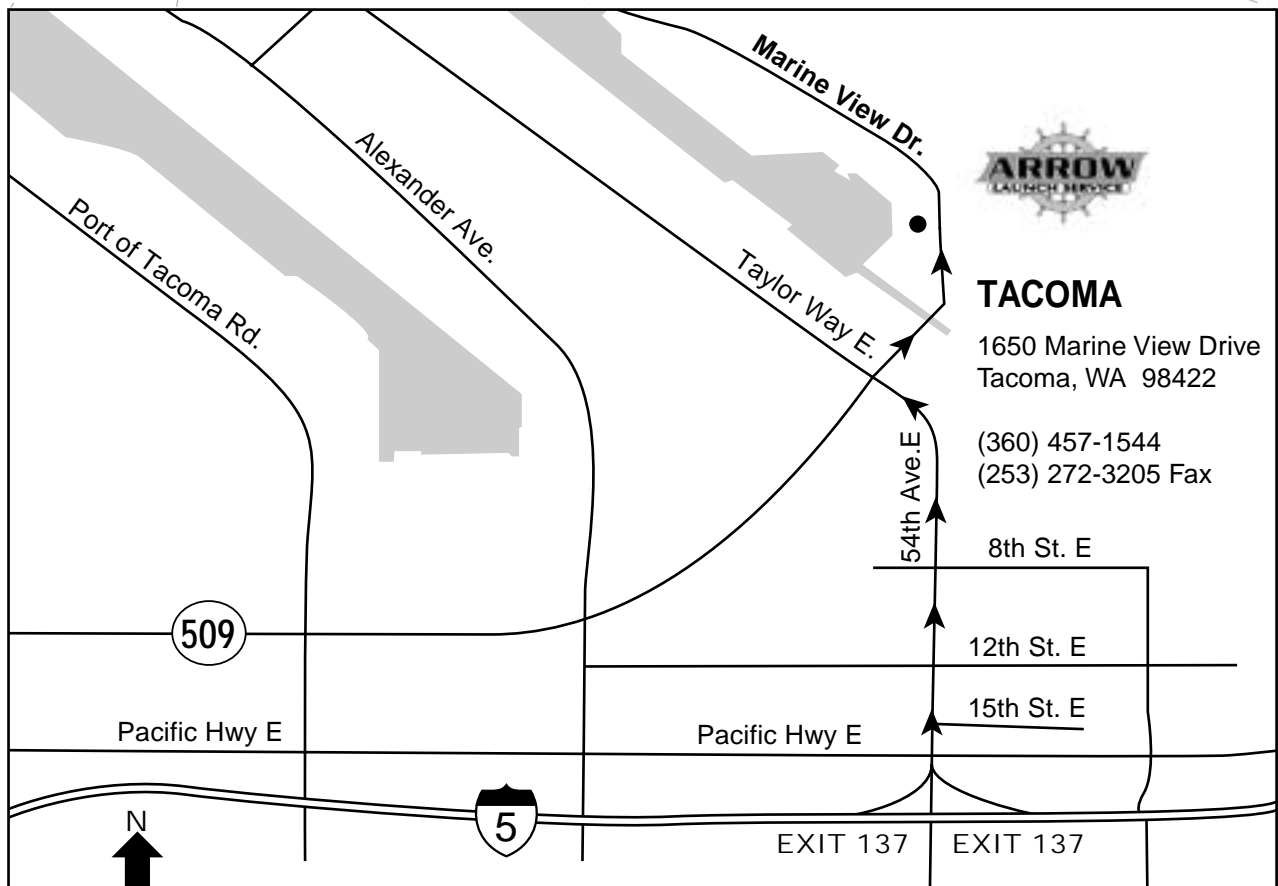 Marine View Dr.
ARROW
LAUNCH SERVICE
Alexander Ave.
Port of Tacoma Rd.
Taylor Way E.
TACOMA
1650 Marine View Drive
Tacoma, WA 98422
(360) 457-1544
(253) 272-3205 Fax
54th Ave.E
8th St. E
509
12th St. E
15th St. E
Pacific Hwy E
Pacific Hwy E
5
N
EXIT 137
EXIT 137